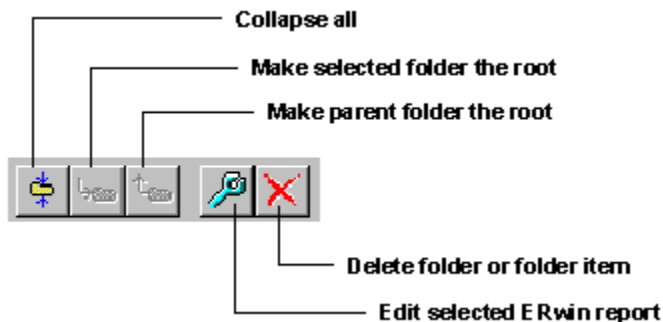 Collapse all
Make selected folder the root
Make parent folder the root
Delete folder or folder item
Edit selected ERwin report